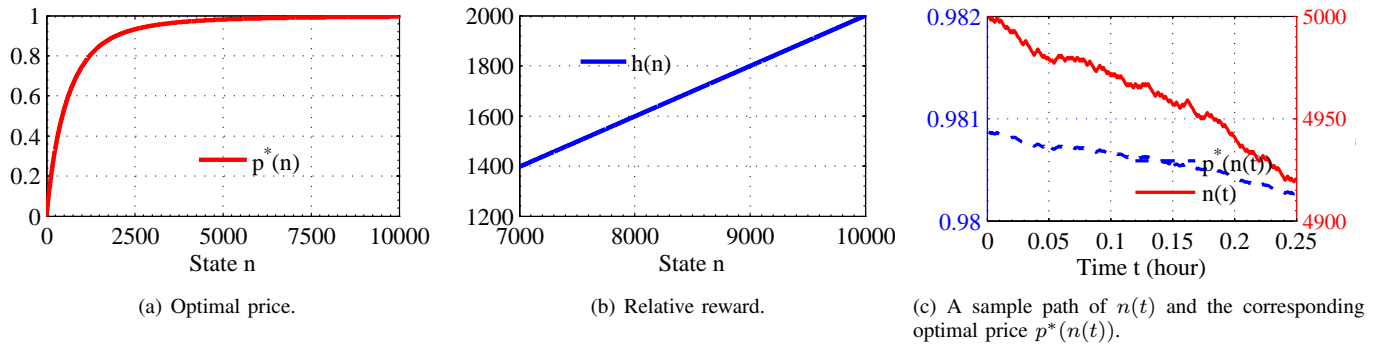 1
0.8
0.6
0.4
0.2
0
p*(n)
0 2500 5000 7500 10000
State n
(a) Optimal price.
2000
1800
1600
1400
1200
h(n)
7000 8000 9000 10000
State n
(b) Relative reward.
0.982
0.981
0.98
5000
4950
4900
p*(n(t))
n(t)
0 0.05 0.1 0.15 0.2 0.25
Time t (hour)
(c) A sample path of n(t) and the corresponding
optimal price p*(n(t)).